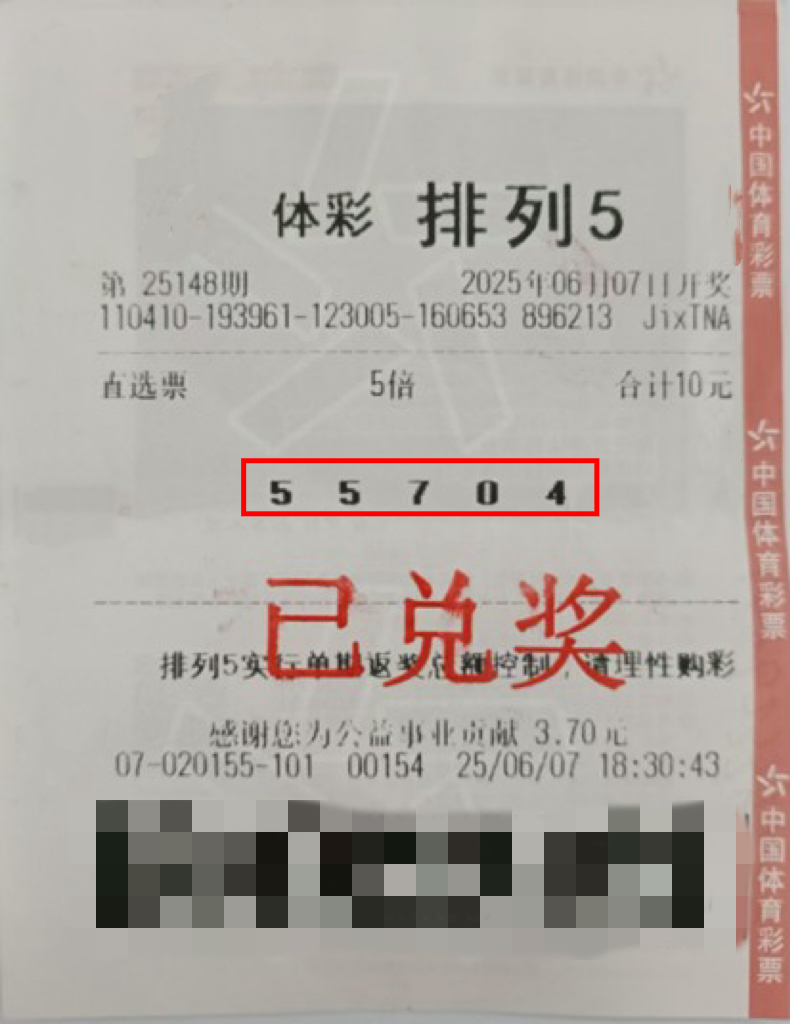 体彩 排列5
第 25148期 2025年06月07日开奖
110410-193961-123005-160653 896213 JixTNA
直选票 5倍 合计10元
5 5 7 0 4
已兑奖
排列5实行单期返奖总额控制，请理性购彩
感谢您为公益事业贡献 3.70元
07-020155-101 00154 25/06/07 18:30:43
中国体育彩票
中国体育彩票
中国体育彩票